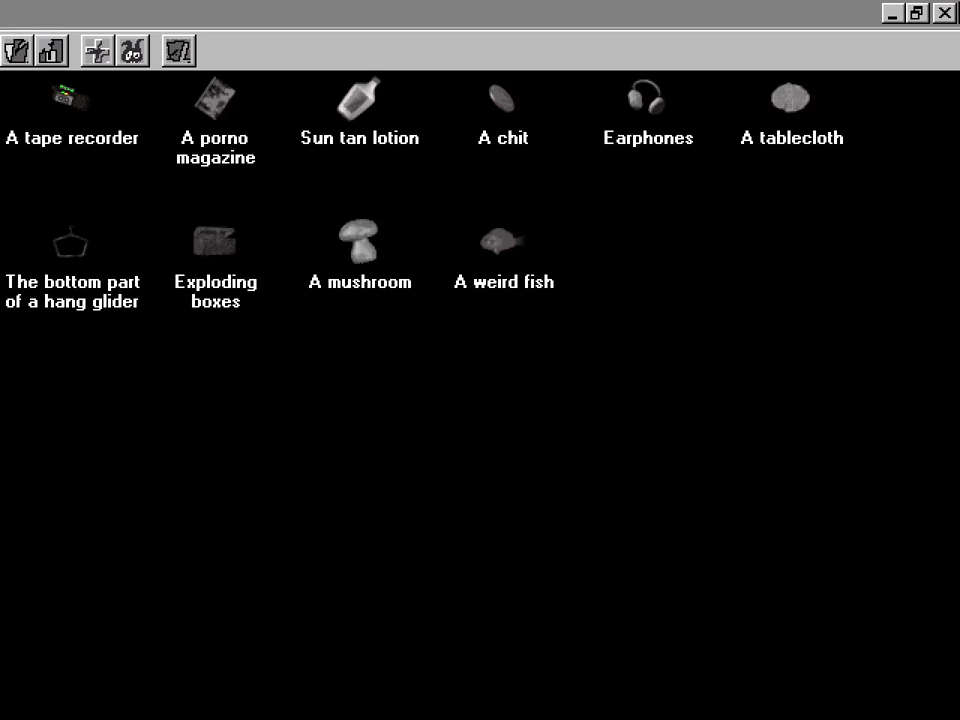 A tape recorder
A porno
magazine
Sun tan lotion
A chit
Earphones
A tablecloth
The bottom part
of a hang glider
Exploding
boxes
A mushroom
A weird fish